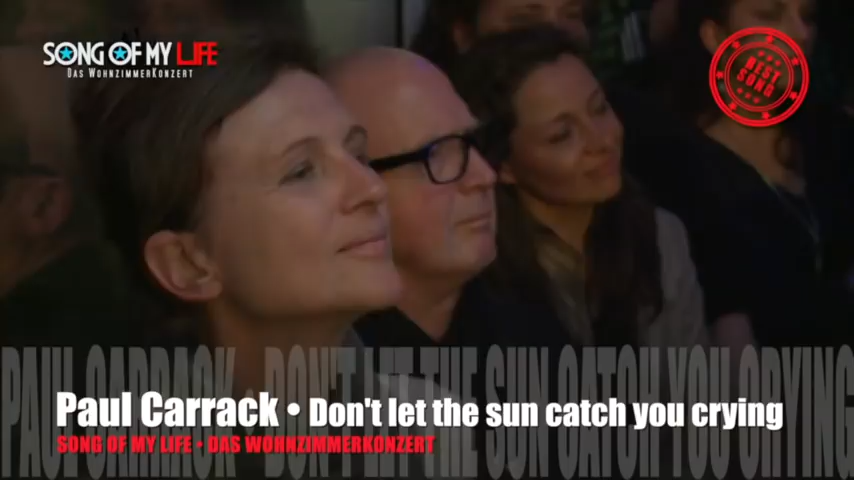 SONG OF MY LIFE
DAS WOHNZIMMERKONZERT
BEST
SONG
PAUL CARRACK · DON'T LET THE SUN CATCH YOU CRYING
Paul Carrack • Don't let the sun catch you crying
SONG OF MY LIFE • DAS WOHNZIMMERKONZERT